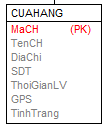 CUAHANG
MaCH (PK)
TenCH
DiaChi
SDT
ThoiGianLV
GPS
TinhTrang